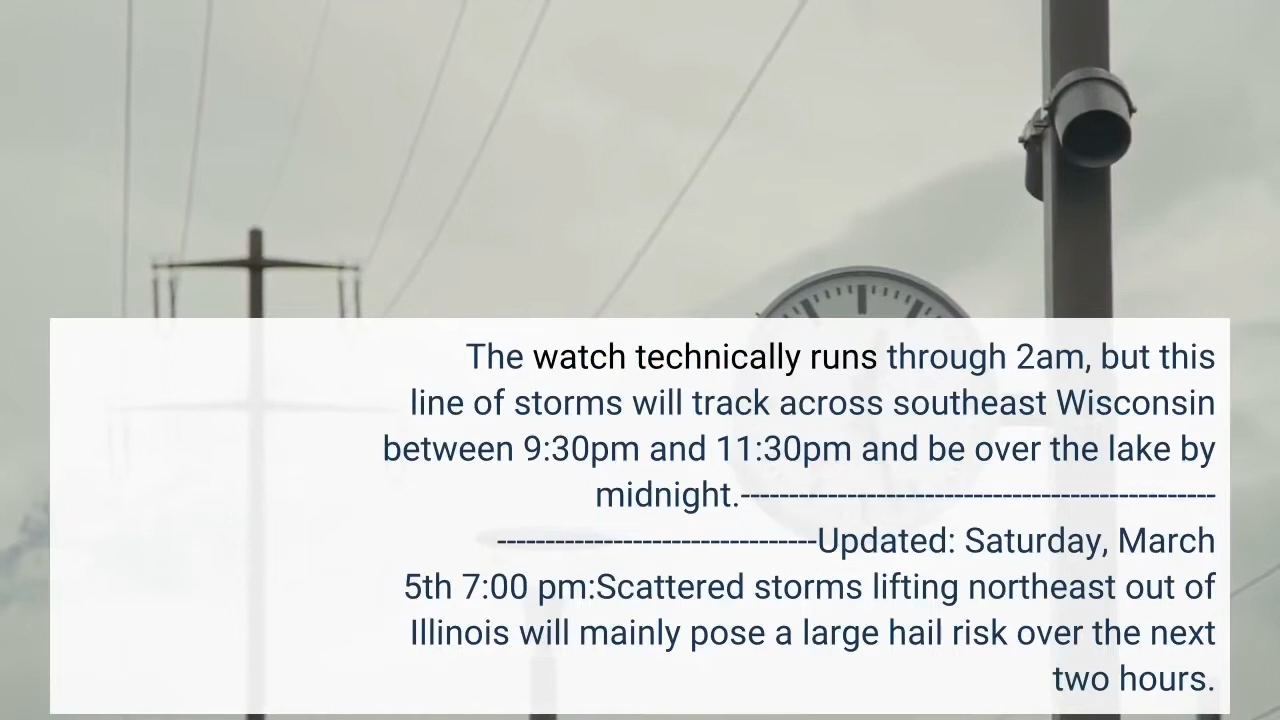 The watch technically runs through 2am, but this
line of storms will track across southeast Wisconsin
between 9:30pm and 11:30pm and be over the lake by
midnight.-------------------------------------------------
---------------------------------Updated: Saturday, March
5th 7:00 pm:Scattered storms lifting northeast out of
Illinois will mainly pose a large hail risk over the next
two hours.